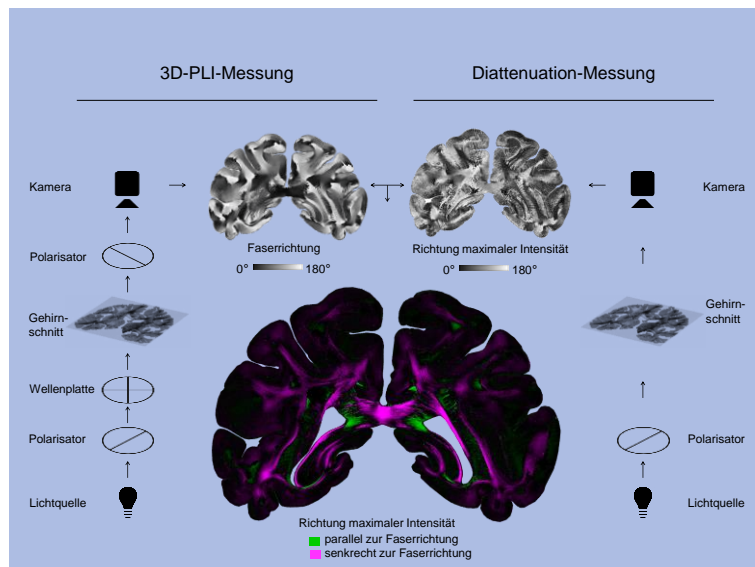 3D-PLI-Messung
Diattenuation-Messung
Kamera
Polarisator
Gehirn-
schnitt
Wellenplatte
Polarisator
Lichtquelle
Faserrichtung
0° 180°
Richtung maximaler Intensität
0° 180°
Kamera
Gehirn-
schnitt
Polarisator
Lichtquelle
Richtung maximaler Intensität
parallel zur Faserrichtung
senkrecht zur Faserrichtung